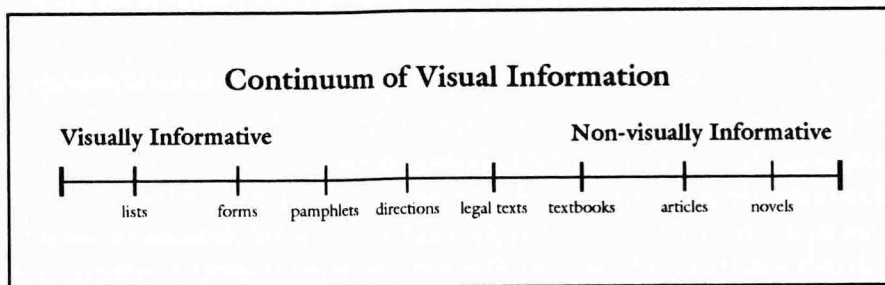 Continuum of Visual Information
Visually Informative Non-visually Informative
lists forms pamphlets directions legal texts textbooks articles novels